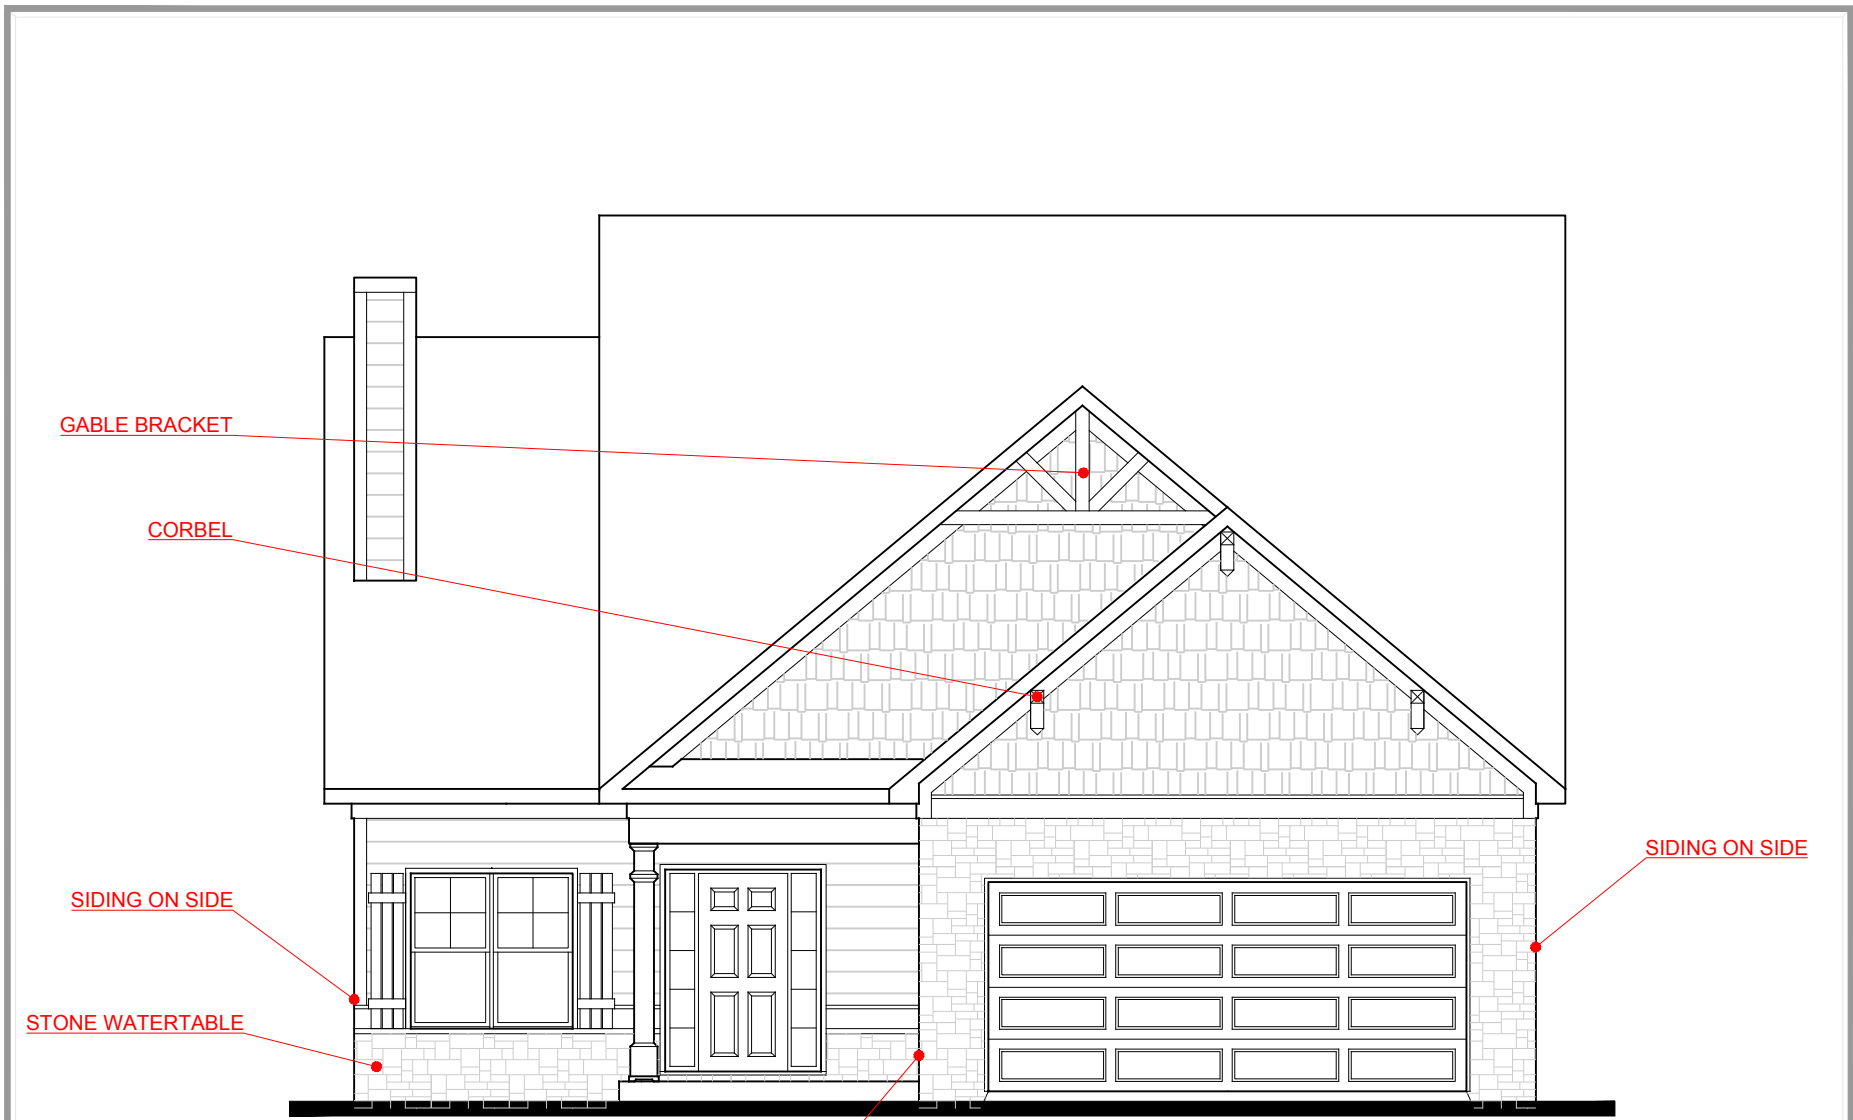 GABLE BRACKET
CORBEL
SIDING ON SIDE
SIDING ON SIDE
STONE WATERTABLE